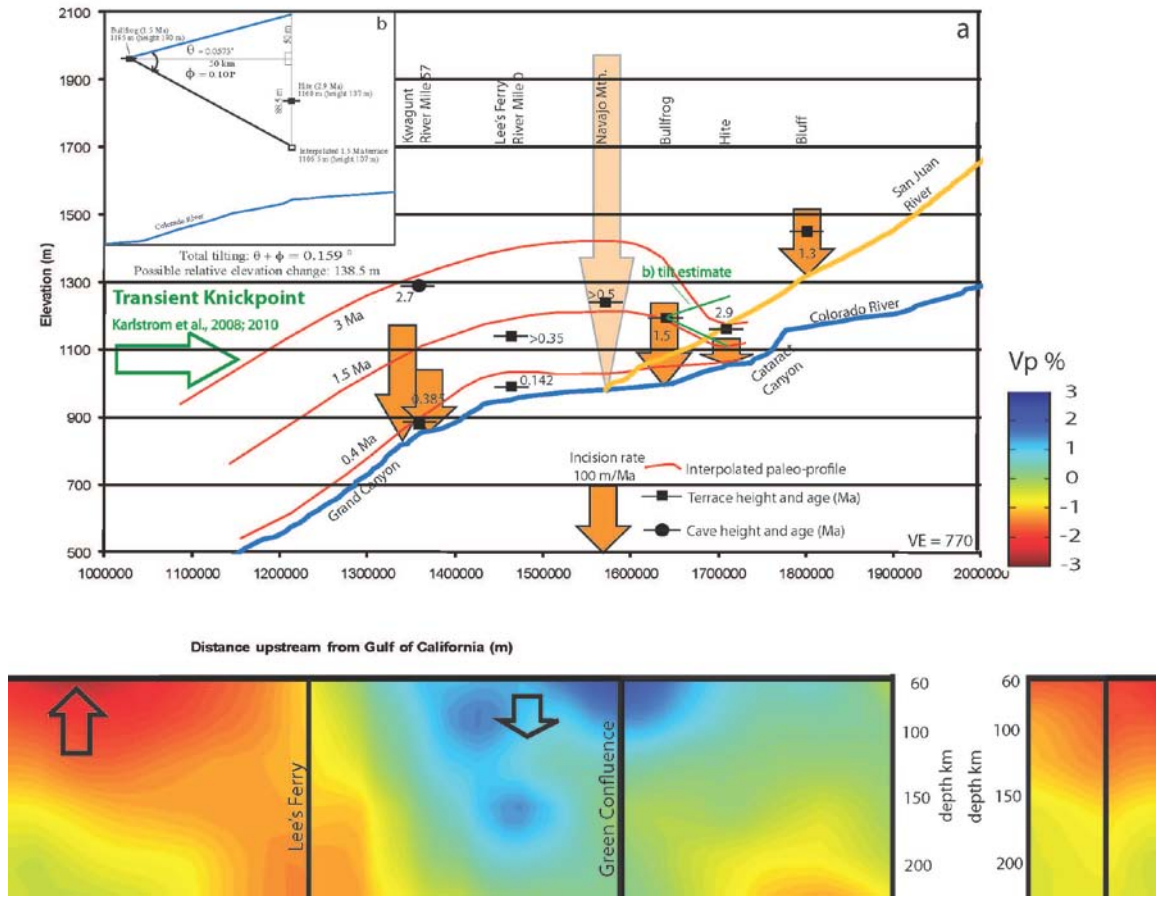 2100
1900
1700
1500
1300
1100
900
700
500
Elevation (m)
1000000
1100000
1200000
1300000
1400000
1500000
1600000
1700000
1800000
1900000
200000
Distance upstream from Gulf of California (m)
b
Bullfrog (1.5 Ma)
θ = 0.0573°
50 km
50 m
88.5 m
Hite (2.9 Ma)
Interpolated 1.5 Ma terrace
Colorado River
Total tilting: θ + ϕ = 0.159 °
Possible relative elevation change: 138.5 m
a
Kwagunt
River Mile 57
Lee's Ferry
River Mile 0
Navajo Mtn.
Bullfrog
Hite
Bluff
San Juan
River
Colorado River
Cataract
Canyon
Grand Canyon
Transient Knickpoint
Karlstrom et al., 2008; 2010
3 Ma
1.5 Ma
0.4 Ma
2.7
0.385
>0.35
0.142
>0.5
b) tilt estimate
1.5
2.9
1.3
Incision rate
100 m/Ma
Interpolated paleo-profile
Terrace height and age (Ma)
Cave height and age (Ma)
VE = 770
Vp %
3
2
1
0
-1
-2
-3
Lee's Ferry
Green Confluence
60
100
150
200
depth km
depth km
60
100
150
200